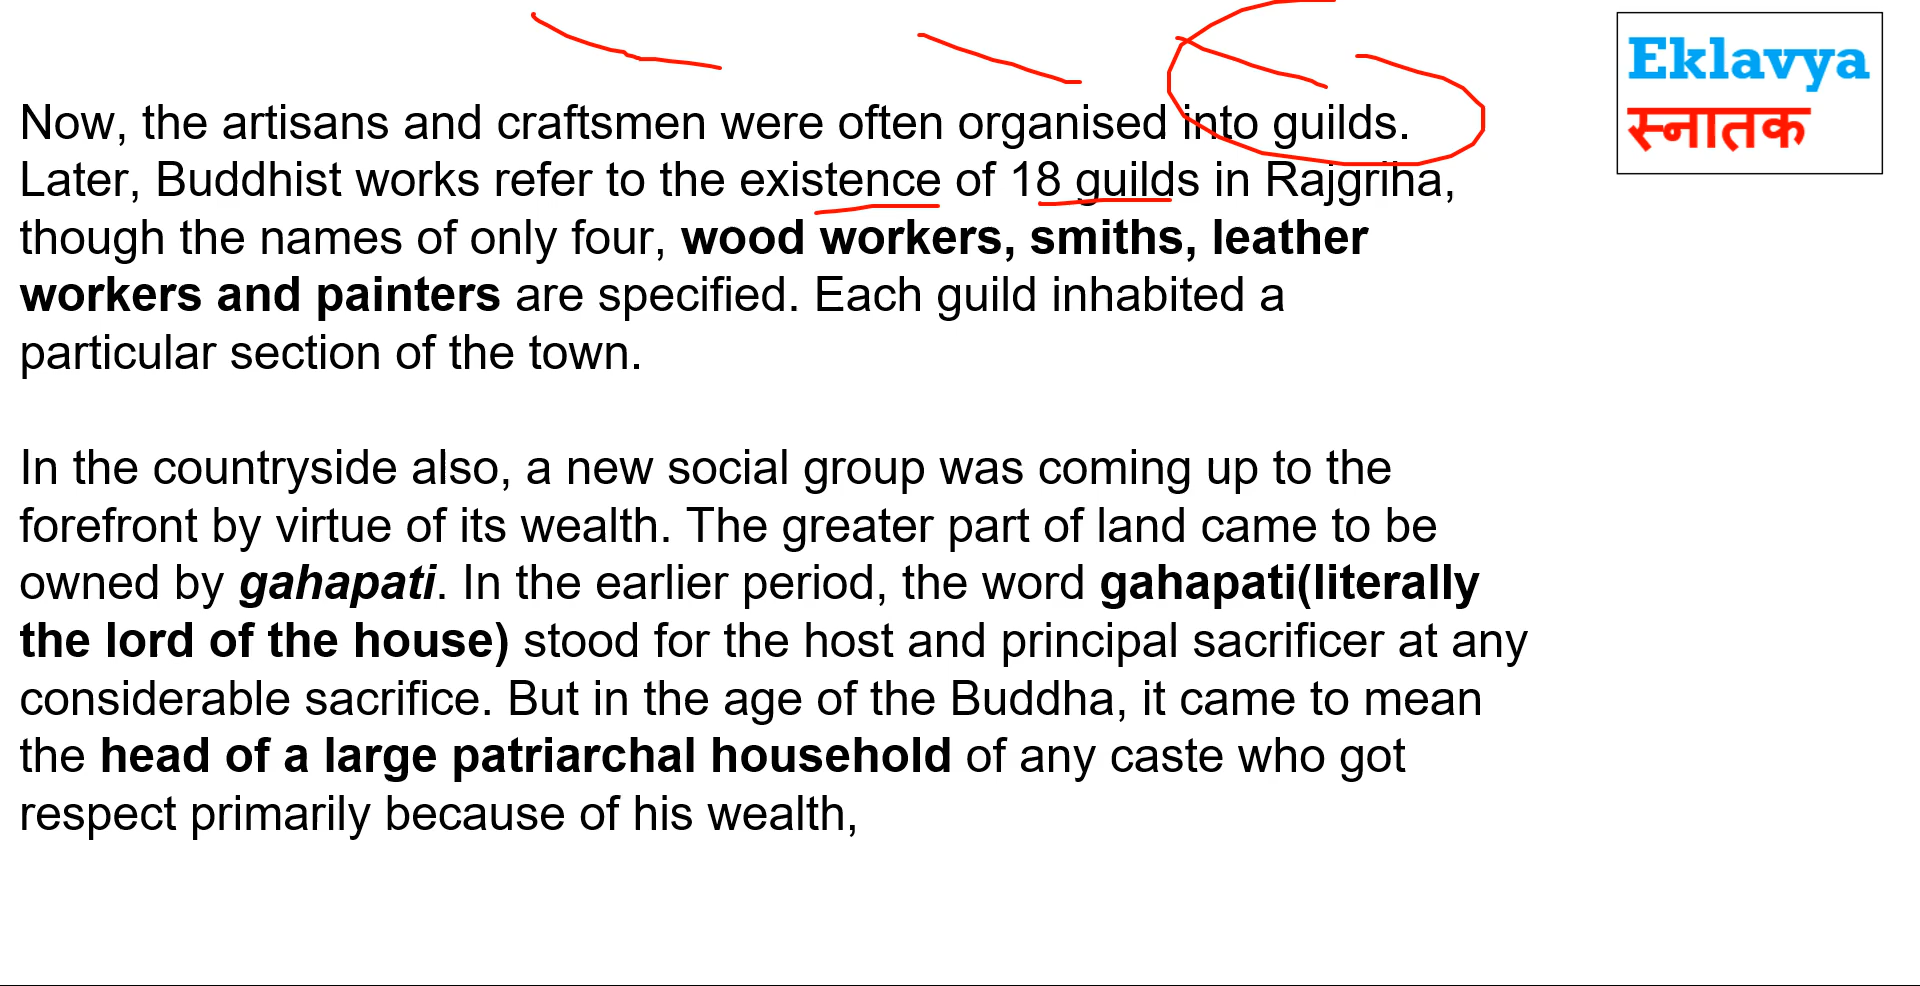 Eklavya
स्नातक
Now, the artisans and craftsmen were often organised into guilds.
Later, Buddhist works refer to the existence of 18 guilds in Rajgriha,
though the names of only four, wood workers, smiths, leather
workers and painters are specified. Each guild inhabited a
particular section of the town.
In the countryside also, a new social group was coming up to the
forefront by virtue of its wealth. The greater part of land came to be
owned by gahapati. In the earlier period, the word gahapati(literally
the lord of the house) stood for the host and principal sacrificer at any
considerable sacrifice. But in the age of the Buddha, it came to mean
the head of a large patriarchal household of any caste who got
respect primarily because of his wealth,